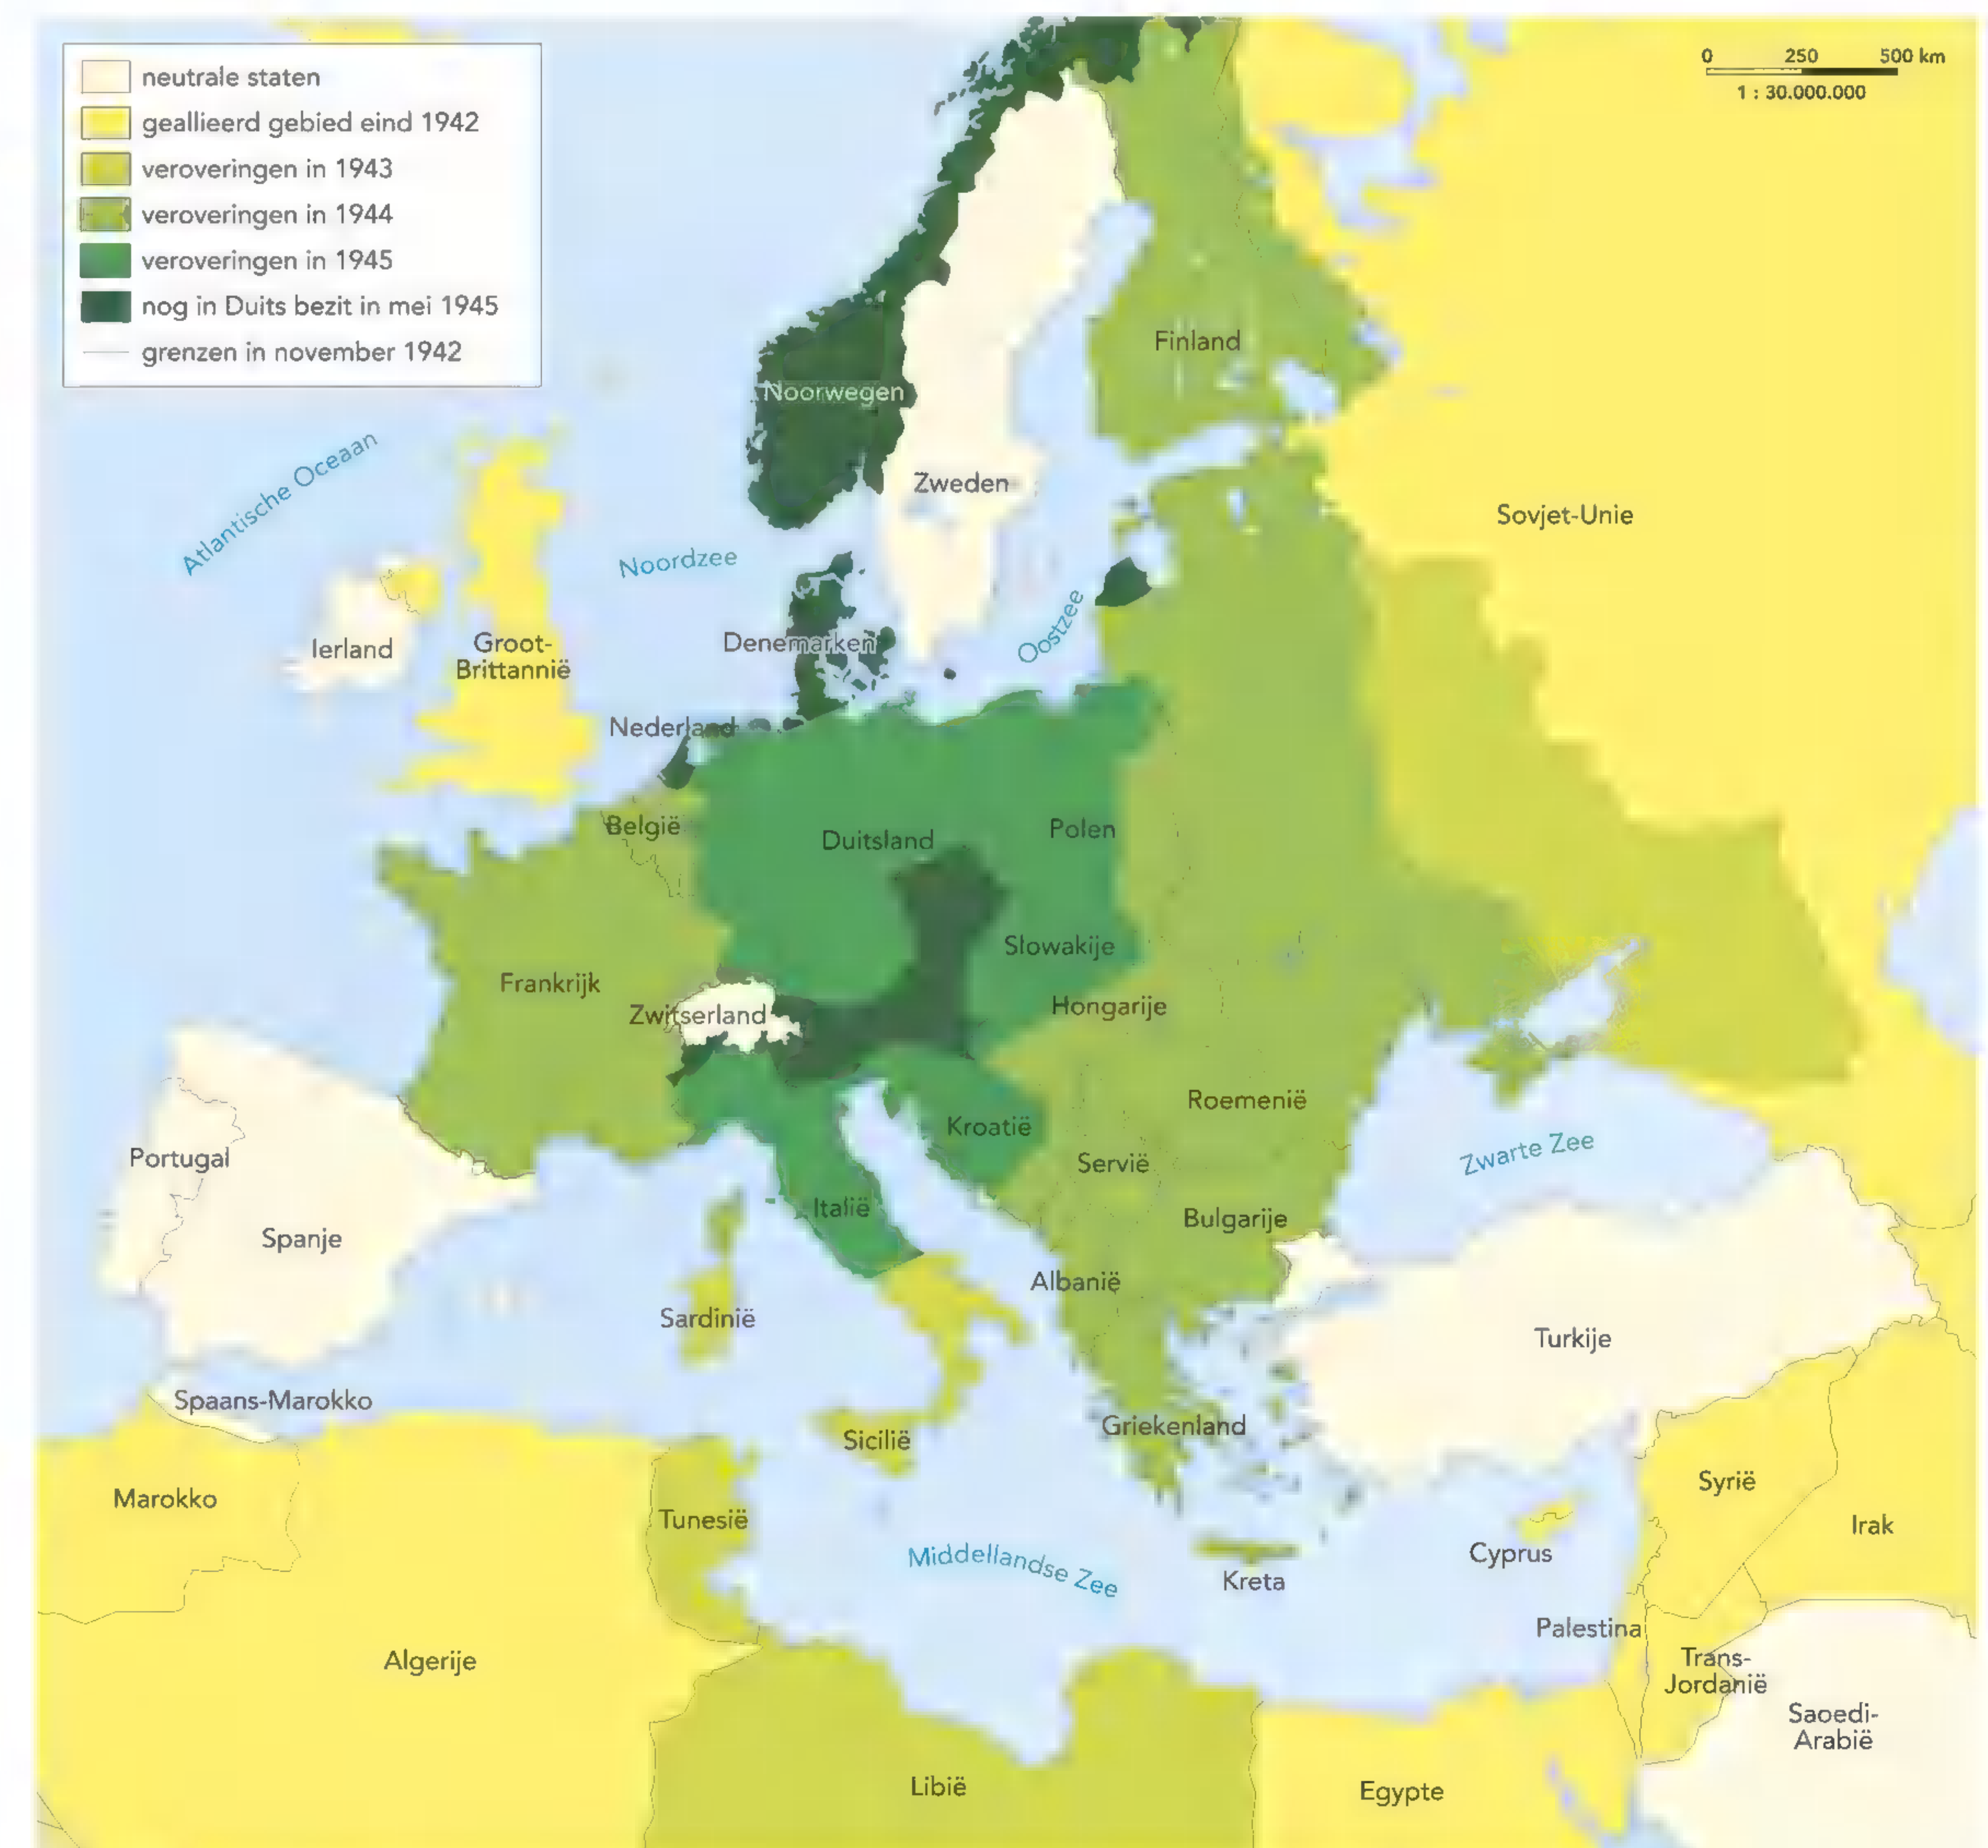 neutrale staten
geallieerd gebied eind 1942
veroveringen in 1943
veroveringen in 1944
veroveringen in 1945
nog in Duits bezit in mei 1945
grenzen in november 1942
0 250 500 km
1 : 30.000.000
Finland
Noorwegen
Atlantische Oceaan
Zweden
Sovjet-Unie
Noordzee
Oostzee
Ierland
Groot-
Brittannië
Denemarken
Nederland
België
Duitsland
Polen
Slowakije
Frankrijk
Zwitserland
Hongarije
Roemenië
Kroatië
Zwarte Zee
Portugal
Servië
Italië
Bulgarije
Spanje
Albanië
Sardinië
Turkije
Spaans-Marokko
Griekenland
Sicilië
Syrië
Marokko
Tunesië
Irak
Cyprus
Middellandse Zee
Kreta
Palestina
Algerije
Trans-
Jordanië
Saoedi-
Arabië
Libië
Egypte